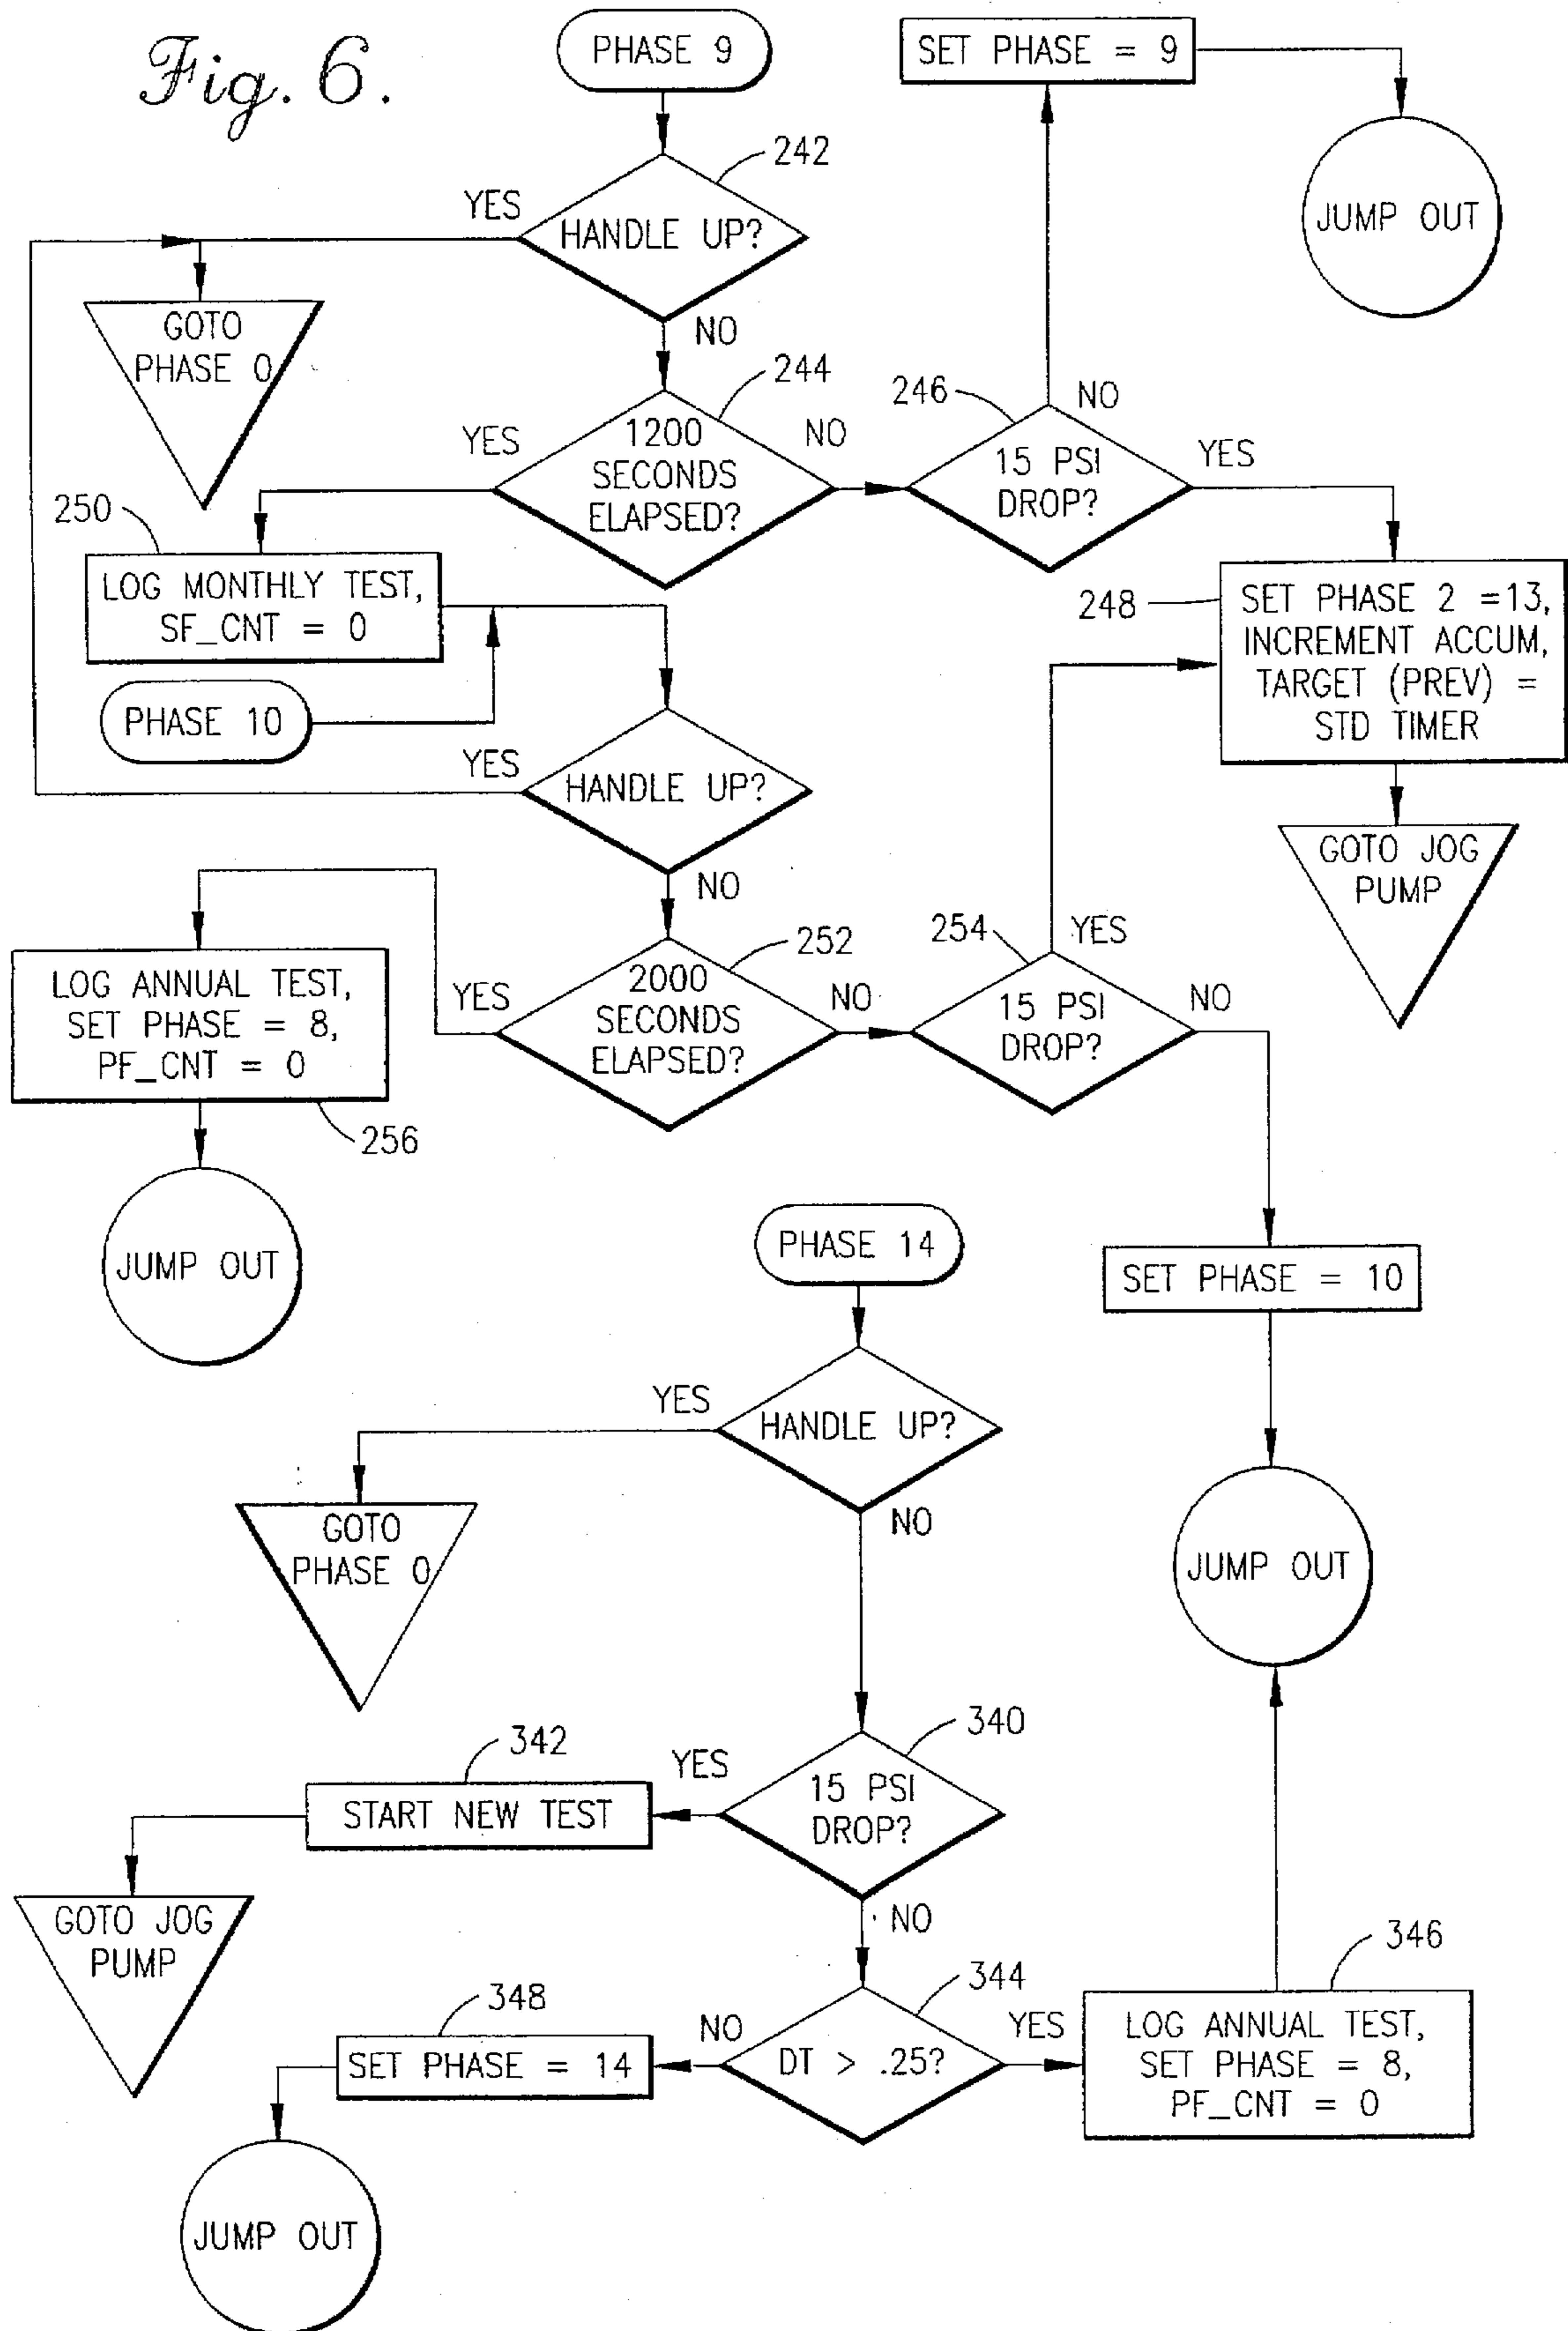 Fig. 6.
PHASE 9
SET PHASE = 9
242
YES
HANDLE UP?
JUMP OUT
NO
GOTO
PHASE 0
244
246
NO
YES
1200
SECONDS
ELAPSED?
NO
15 PSI
DROP?
YES
250
LOG MONTHLY TEST,
SF_CNT = 0
248
SET PHASE 2 =13,
INCREMENT ACCUM,
TARGET (PREV) =
STD TIMER
PHASE 10
YES
HANDLE UP?
NO
GOTO JOG
PUMP
252
254
YES
LOG ANNUAL TEST,
SET PHASE = 8,
PF_CNT = 0
YES
2000
SECONDS
ELAPSED?
NO
15 PSI
DROP?
NO
256
JUMP OUT
PHASE 14
SET PHASE = 10
YES
HANDLE UP?
NO
GOTO
PHASE 0
JUMP OUT
340
342
YES
START NEW TEST
15 PSI
DROP?
NO
GOTO JOG
PUMP
344
346
348
NO
YES
SET PHASE = 14
DT > .25?
LOG ANNUAL TEST,
SET PHASE = 8,
PF_CNT = 0
JUMP OUT